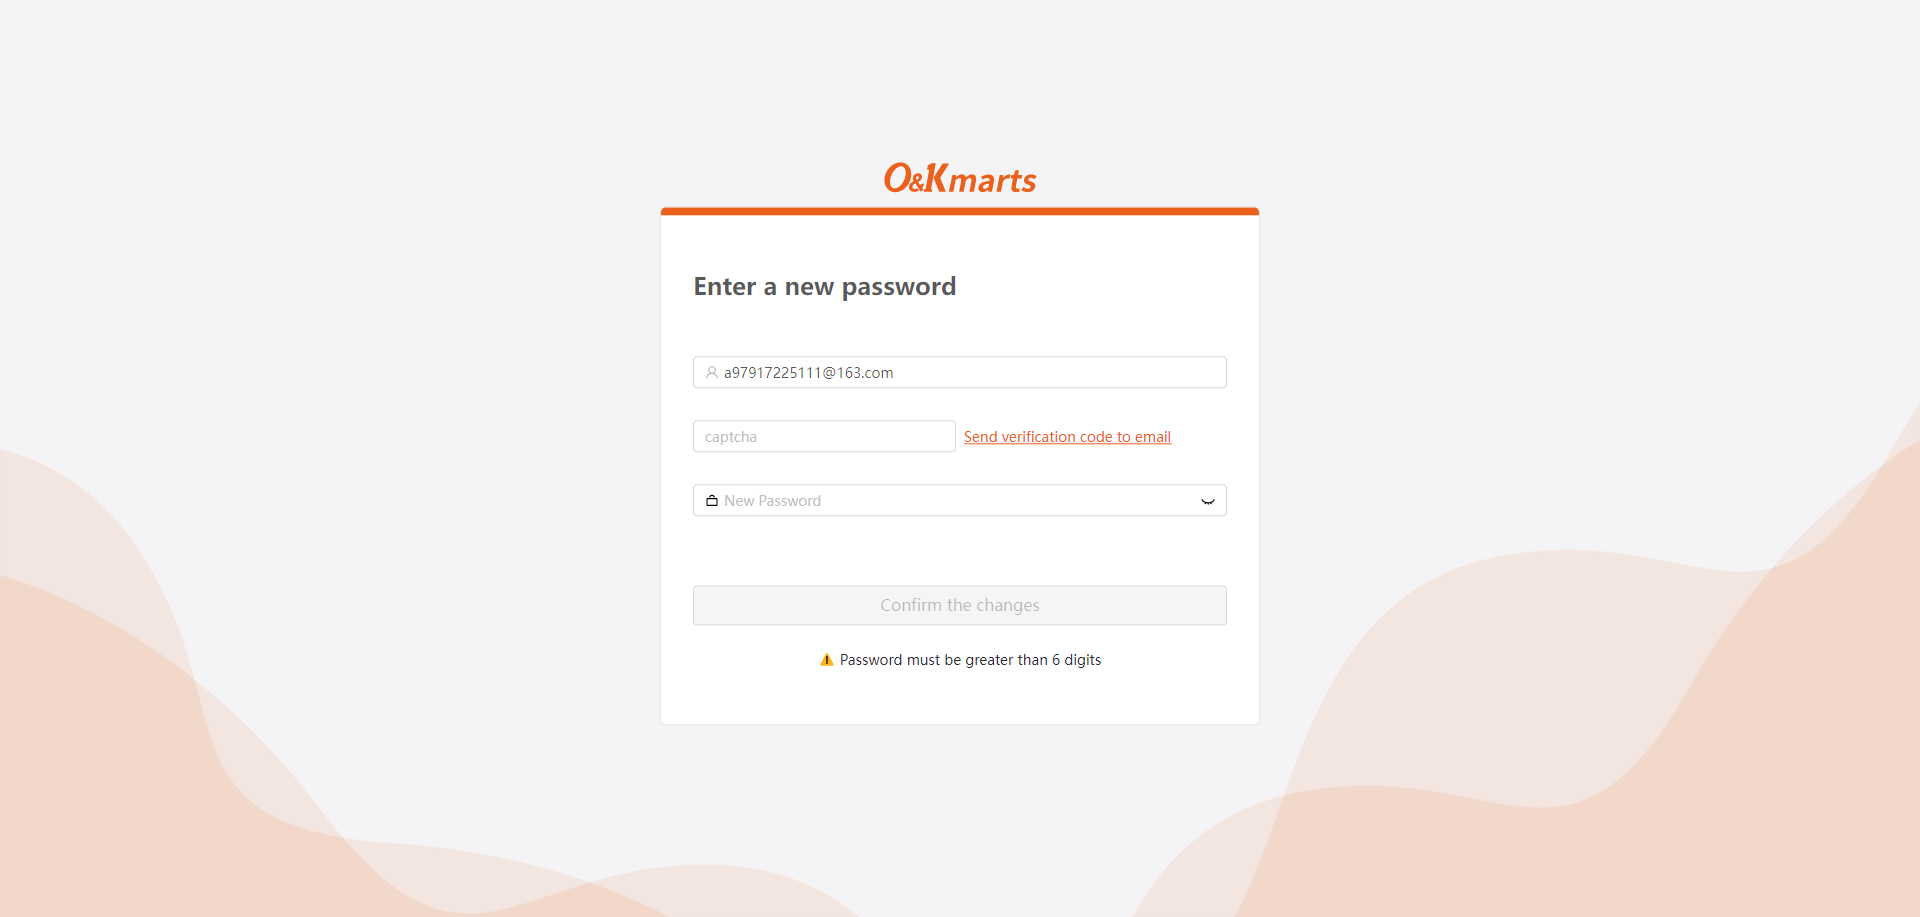 O&Kmarts
Enter a new password
a97917225111@163.com
captcha
Send verification code to email
New Password
Confirm the changes
Password must be greater than 6 digits